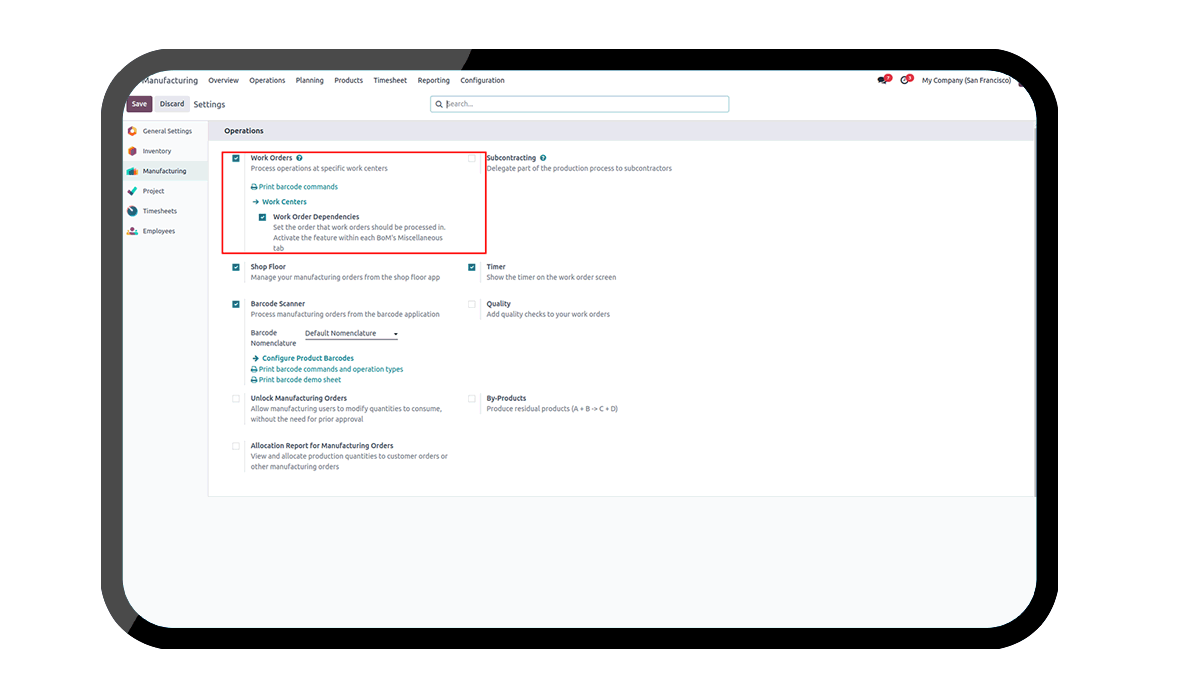 Manufacturing Overview Operations Planning Products Timesheet Reporting Configuration 7 My Company (San Francisco)
Save Discard Settings Search...
General Settings
Inventory
Manufacturing
Project
Timesheets
Employees
Operations
Work Orders ?
Process operations at specific work centers
Print barcode commands
Work Centers
Work Order Dependencies
Set the order that work orders should be processed in.
Activate the feature within each BoM's Miscellaneous
tab
Subcontracting ?
Delegate part of the production process to subcontractors
Shop Floor
Manage your manufacturing orders from the shop floor app
Timer
Show the timer on the work order screen
Barcode Scanner
Process manufacturing orders from the barcode application
Barcode
Nomenclature
Default Nomenclature
Configure Product Barcodes
Print barcode commands and operation types
Print barcode demo sheet
Quality
Add quality checks to your work orders
Unlock Manufacturing Orders
Allow manufacturing users to modify quantities to consume,
without the need for prior approval
By-Products
Produce residual products (A + B -> C + D)
Allocation Report for Manufacturing Orders
View and allocate production quantities to customer orders or
other manufacturing orders